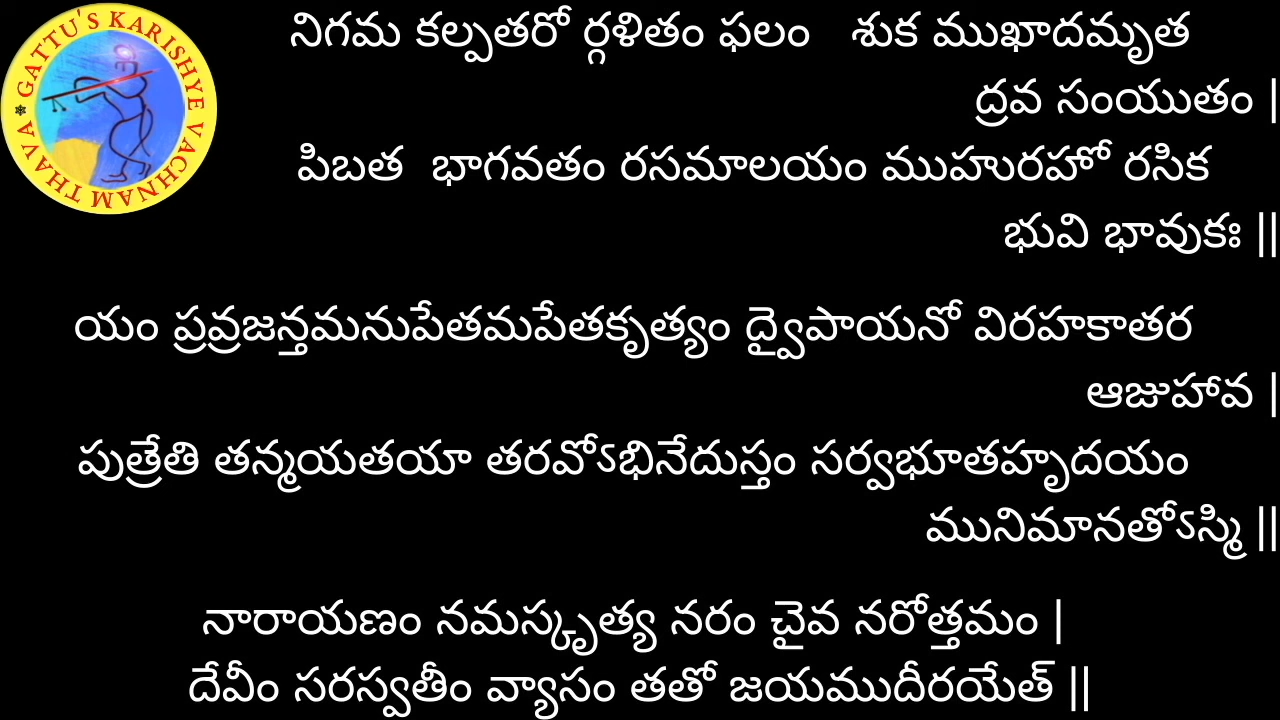 GATTU'S KARISHYE VACHNAM THAVA
నిగమ కల్పతరో ర్గళితం ఫలం శుక ముఖాదమృత
ద్రవ సంయుతం |
పిబత భాగవతం రసమాలయం ముహురహో రసిక
భువి భావుకః ||
యం ప్రవ్రజన్తమనుపేతమపేతకృత్యం ద్వైపాయనో విరహకాతర
ఆజుహావ |
పుత్రేతి తన్మయతయా తరవోఽభినేదుస్తం సర్వభూతహృదయం
మునిమానతోఽస్మి ||
నారాయణం నమస్కృత్య నరం చైవ నరోత్తమం |
దేవీం సరస్వతీం వ్యాసం తతో జయముదీరయేత్ ||